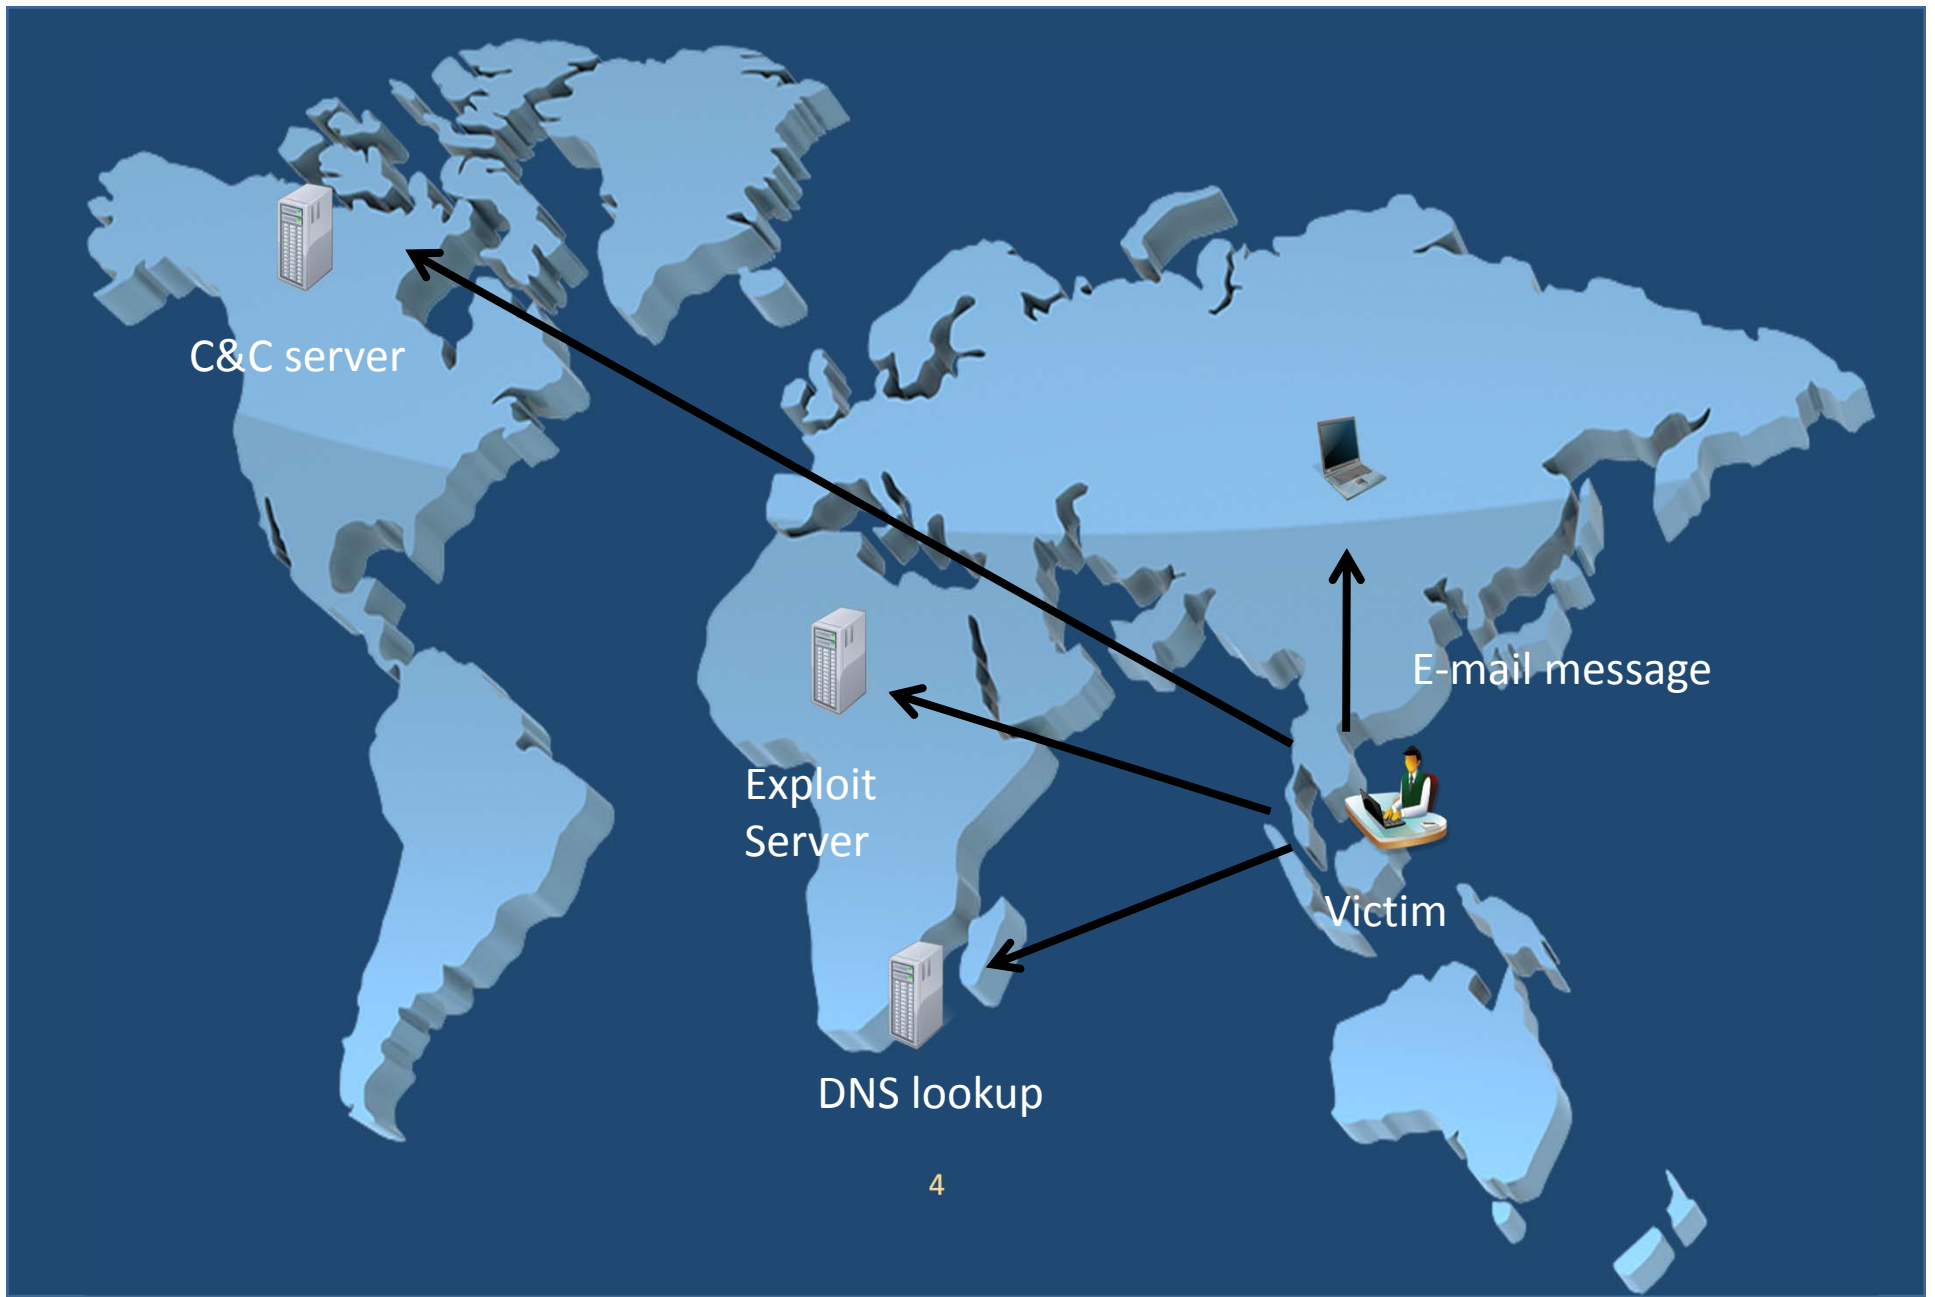 C&C server
E-mail message
Exploit
Server
Victim
DNS lookup
4